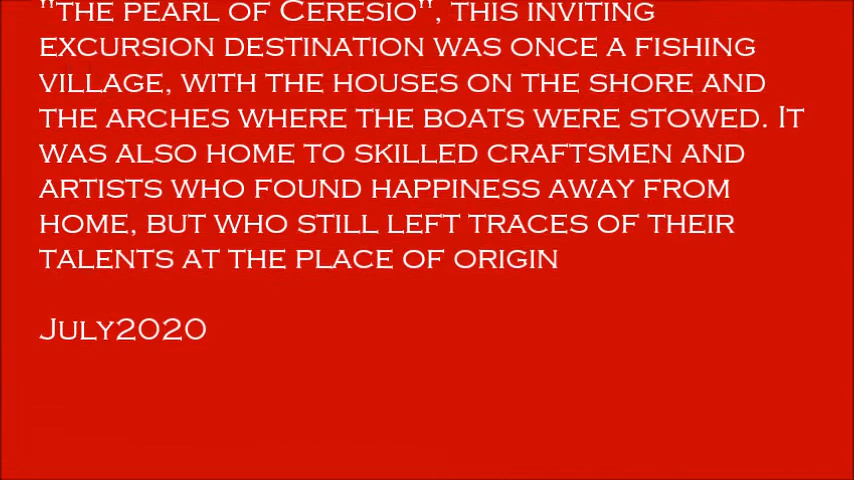 "the pearl of Ceresio", this inviting
excursion destination was once a fishing
village, with the houses on the shore and
the arches where the boats were stowed. It
was also home to skilled craftsmen and
artists who found happiness away from
home, but who still left traces of their
talents at the place of origin
July2020